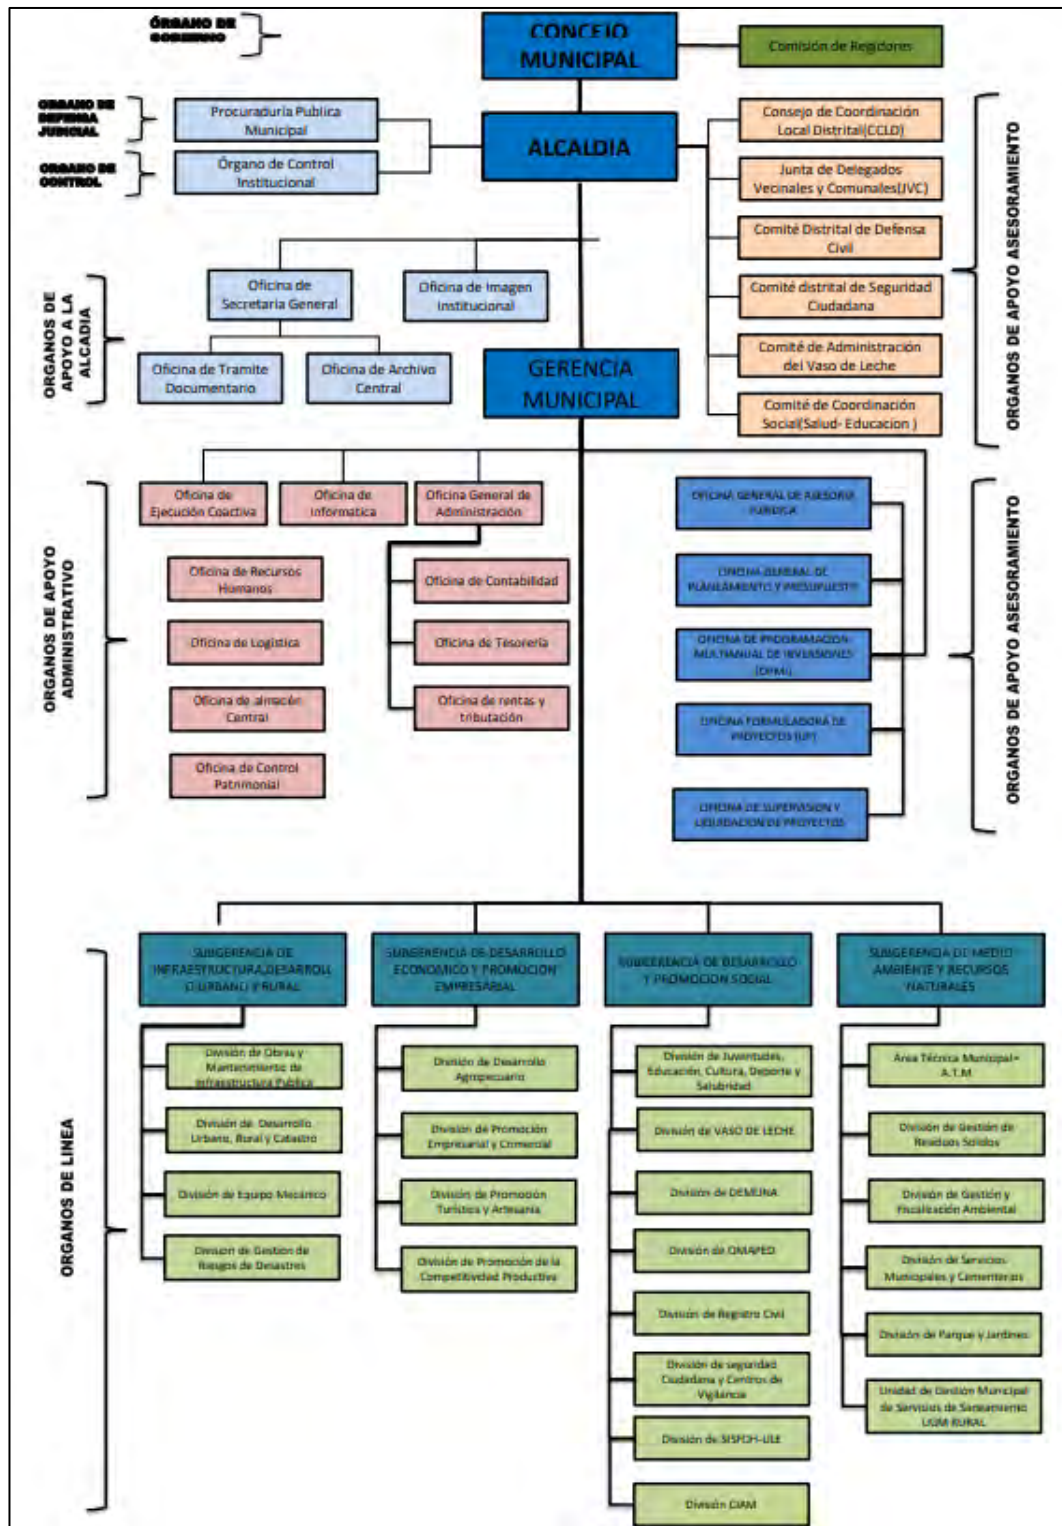 ÓRGANO DE
GOBIERNO
CONCEJO
MUNICIPAL
Comisión de Regidores
ORGANO DE
DEFENSA
JUDICIAL
Procuraduría Publica
Municipal
ORGANO DE
CONTROL
Órgano de Control
Institucional
ALCALDIA
Consejo de Coordinación
Local Distrital(CCLD)
Junta de Delegados
Vecinales y Comunales(JVC)
Comité Distrital de Defensa
Civil
Comité distrital de Seguridad
Ciudadana
Comité de Administración
del Vaso de Leche
Comité de Coordinación
Social(Salud- Educacion )
ORGANOS DE APOYO ASESORAMIENTO
ORGANOS DE
APOYO A LA
ALCADIA
Oficina de
Secretaria General
Oficina de Imagen
Institucional
Oficina de Tramite
Documentario
Oficina de Archivo
Central
GERENCIA
MUNICIPAL
ORGANOS DE APOYO
ADMINISTRATIVO
Oficina de
Ejecución Coactiva
Oficina de
Informatica
Oficina General de
Administración
Oficina de Recursos
Humanos
Oficina de Logística
Oficina de almacén
Central
Oficina de Control
Patrimonial
Oficina de Contabilidad
Oficina de Tesorería
Oficina de rentas y
tributación
OFICINA GENERAL DE ASESORIA
JURIDICA
OFICINA GENERAL DE
PLANEAMIENTO Y PRESUPUESTO
OFICINA DE PROGRAMACION
MULTIANUAL DE INVERSIONES
(OPMI)
OFICINA FORMULADORA DE
PROYECTOS (UF)
OFICINA DE SUPERVISION Y
LIQUIDACION DE PROYECTOS
ORGANOS DE APOYO ASESORAMIENTO
ORGANOS DE LINEA
SUBGERENCIA DE
INFRAESTRUCTURA,DESARROLL
O URBANO Y RURAL
División de Obras y
Mantenimiento de
Infraestructura Publica
División de Desarrollo
Urbano, Rural y Catastro
División de Equipo Mecánico
División de Gestión de
Riesgos de Desastres
SUBGERENCIA DE DESARROLLO
ECONOMICO Y PROMOCION
EMPRESARIAL
División de Desarrollo
Agropecuario
División de Promoción
Empresarial y Comercial
División de Promoción
Turística y Artesanía
División de Promoción de la
Competitividad Productiva
SUBGERENCIA DE DESARROLLO
Y PROMOCION SOCIAL
División de Juventudes,
Educación, Cultura, Deporte y
Salubridad
División de VASO DE LECHE
División de DEMUNA
División de OMAPED
División de Registro Civil
División de seguridad
Ciudadana y Centros de
Vigilancia
División de SISFOH-ULE
División CIAM
SUBGERENCIA DE MEDIO
AMBIENTE Y RECURSOS
NATURALES
Area Técnica Municipal-
A.T.M
División de Gestión de
Residuos Solidos
División de Gestión y
Fiscalización Ambiental
División de Servicios
Municipales y Cementerios
División de Parque y Jardines
Unidad de Gestión Municipal
de Servicios de Saneamiento
UGM RURAL